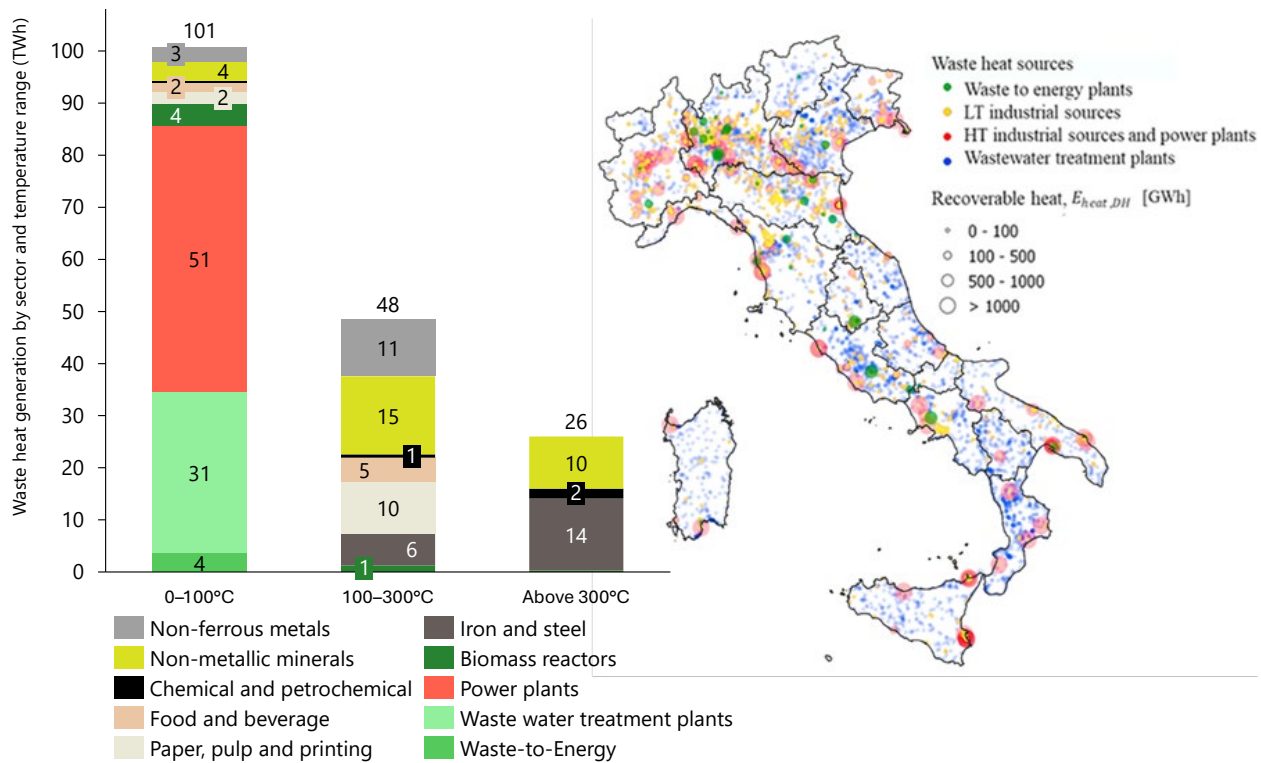 Waste heat generation by sector and temperature range (TWh)
100
90
80
70
60
50
40
30
20
10
0
101
3
4
2
2
4
51
31
4
48
11
15
1
5
10
6
1
26
10
2
14
0–100°C
100–300°C
Above 300°C
Non-ferrous metals
Non-metallic minerals
Chemical and petrochemical
Food and beverage
Paper, pulp and printing
Iron and steel
Biomass reactors
Power plants
Waste water treatment plants
Waste-to-Energy
Waste heat sources
Waste to energy plants
LT industrial sources
HT industrial sources and power plants
Wastewater treatment plants
Recoverable heat, E_heat,DH [GWh]
0 - 100
100 - 500
500 - 1000
> 1000